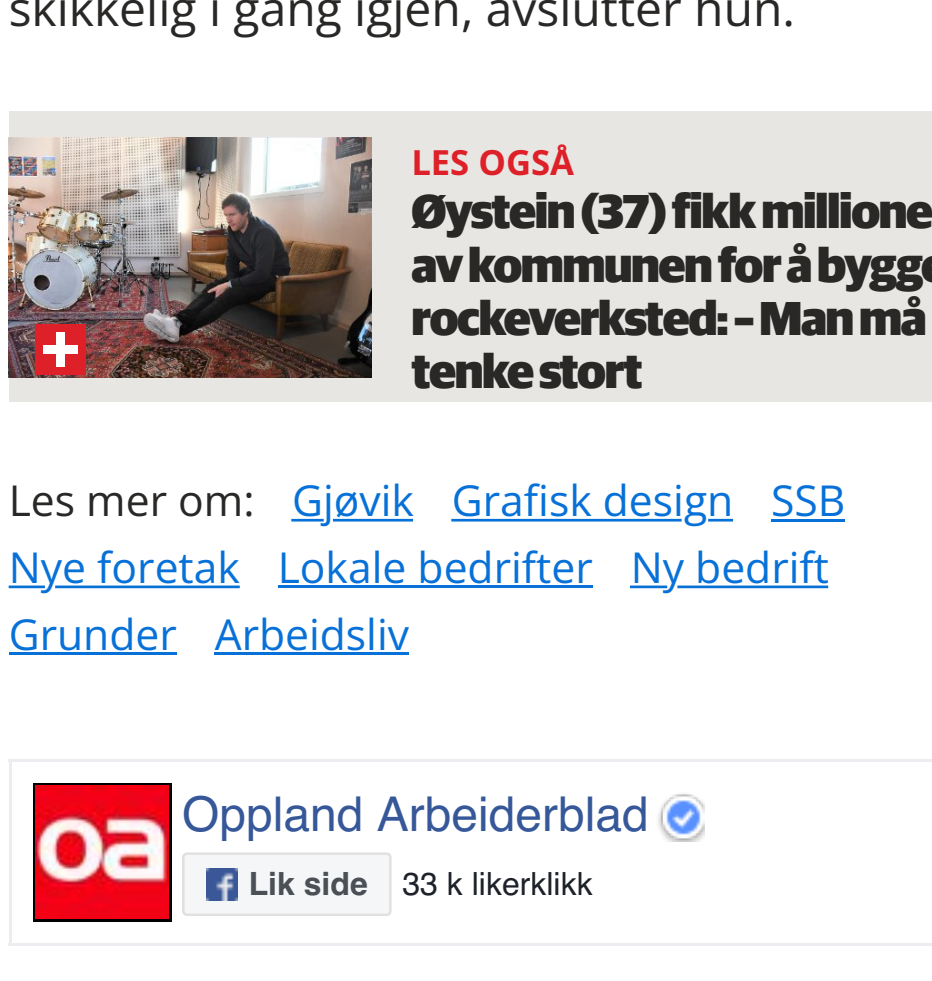 skikkelig i gang igjen, avslutter hun.
LES OGSÅ
Øystein (37) fikk millione
av kommunen for å bygge
rockeverksted: – Man må
tenke stort
Les mer om: Gjøvik Grafisk design SSB
Nye foretak Lokale bedrifter Ny bedrift
Grunder Arbeidsliv
oa
Oppland Arbeiderblad
Lik side 33 k likerklikk